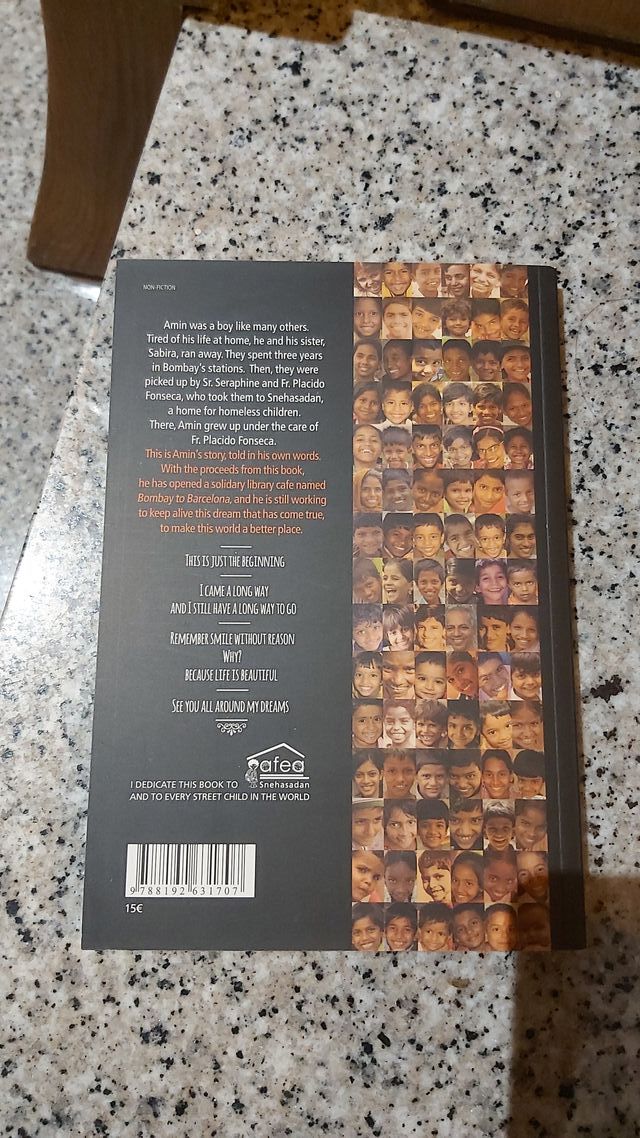 NON-FICTION
Amin was a boy like many others.
Tired of his life at home, he and his sister,
Sabira, ran away. They spent three years
in Bombay's stations. Then, they were
picked up by Sr. Seraphine and Fr. Placido
Fonseca, who took them to Snehasadan,
a home for homeless children.
There, Amin grew up under the care of
Fr. Placido Fonseca.
This is Amin's story, told in his own words.
With the proceeds from this book,
he has opened a solidary library cafe named
Bombay to Barcelona, and he is still working
to keep alive this dream that has come true,
to make this world a better place.
THIS IS JUST THE BEGINNING
I CAME A LONG WAY
AND I STILL HAVE A LONG WAY TO GO
REMEMBER SMILE WITHOUT REASON
WHY?
BECAUSE LIFE IS BEAUTIFUL
SEE YOU ALL AROUND MY DREAMS
afea
I DEDICATE THIS BOOK TO Snehasadan
AND TO EVERY STREET CHILD IN THE WORLD
9 788192 631707
15€